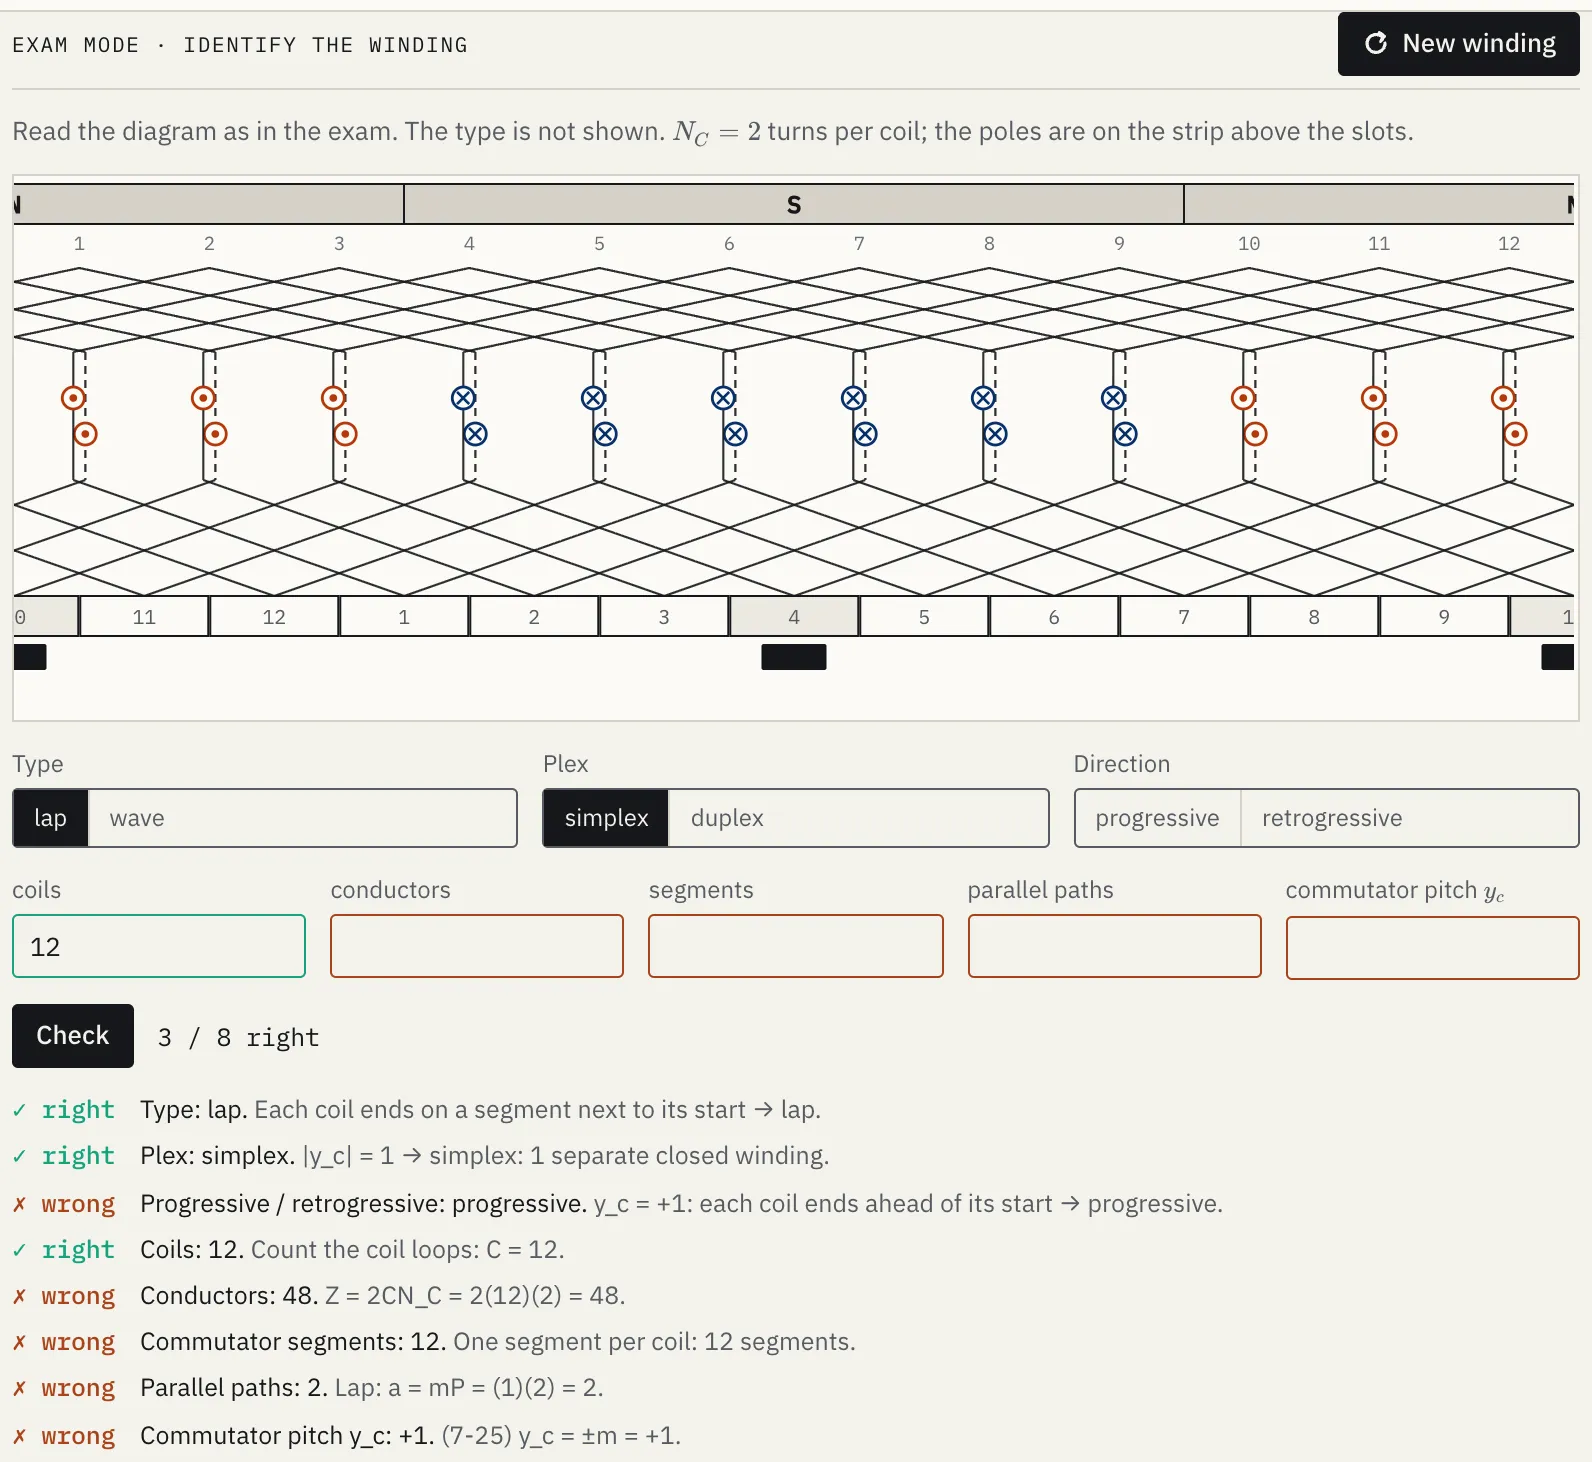 EXAM MODE · IDENTIFY THE WINDING
New winding
Read the diagram as in the exam. The type is not shown. N_C = 2 turns per coil; the poles are on the strip above the slots.
N S N
1 2 3 4 5 6 7 8 9 10 11 12
0 11 12 1 2 3 4 5 6 7 8 9 1
Type Plex Direction
lap wave simplex duplex progressive retrogressive
coils conductors segments parallel paths commutator pitch y_c
12
Check 3 / 8 right
✓ right Type: lap. Each coil ends on a segment next to its start → lap.
✓ right Plex: simplex. |y_c| = 1 → simplex: 1 separate closed winding.
✗ wrong Progressive / retrogressive: progressive. y_c = +1: each coil ends ahead of its start → progressive.
✓ right Coils: 12. Count the coil loops: C = 12.
✗ wrong Conductors: 48. Z = 2CN_C = 2(12)(2) = 48.
✗ wrong Commutator segments: 12. One segment per coil: 12 segments.
✗ wrong Parallel paths: 2. Lap: a = mP = (1)(2) = 2.
✗ wrong Commutator pitch y_c: +1. (7-25) y_c = ±m = +1.